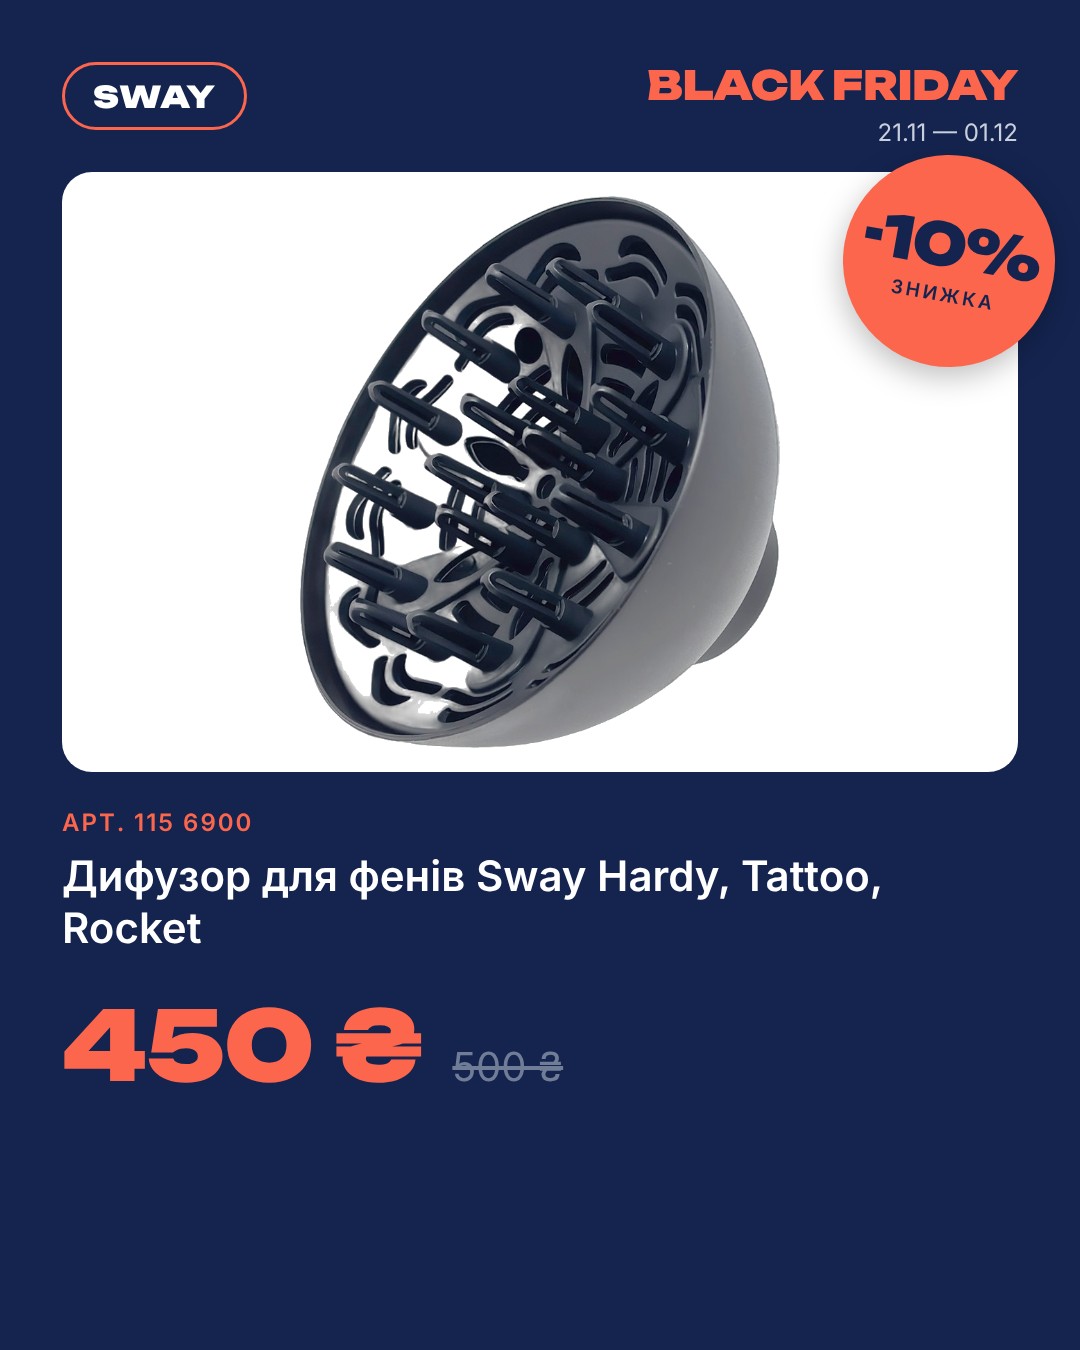 SWAY
BLACK FRIDAY
21.11 — 01.12
-10%
ЗНИЖКА
АРТ. 115 6900
Дифузор для фенів Sway Hardy, Tattoo,
Rocket
450 ₴
500 ₴